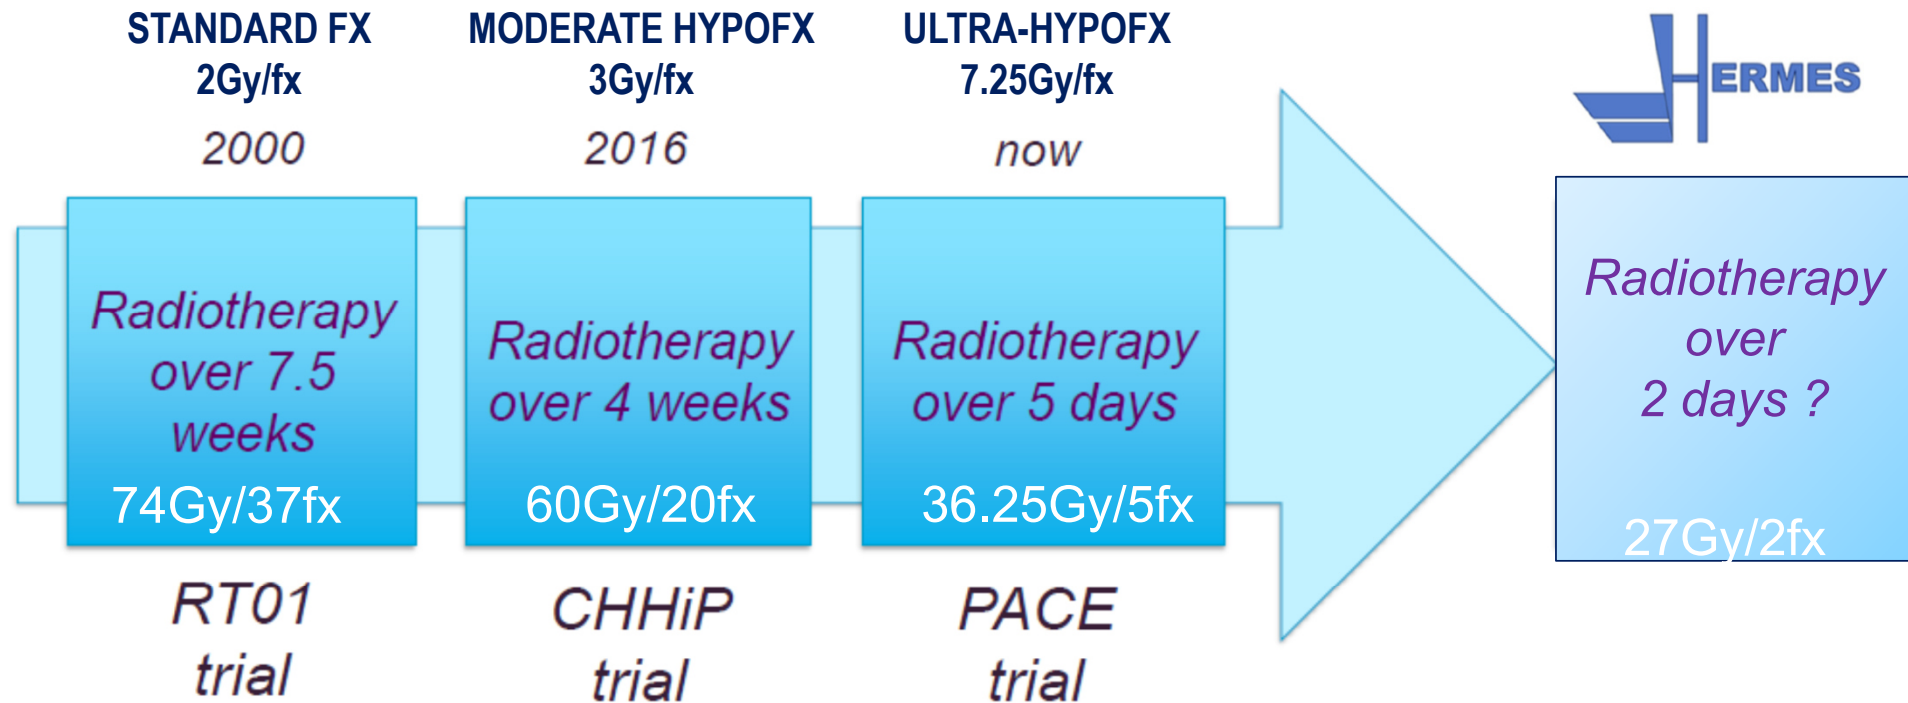 STANDARD FX
2Gy/fx
2000
Radiotherapy
over 7.5
weeks
74Gy/37fx
RT01
trial
MODERATE HYPOFX
3Gy/fx
2016
Radiotherapy
over 4 weeks
60Gy/20fx
CHHiP
trial
ULTRA-HYPOFX
7.25Gy/fx
now
Radiotherapy
over 5 days
36.25Gy/5fx
PACE
trial
HERMES
Radiotherapy
over
2 days ?
27Gy/2fx